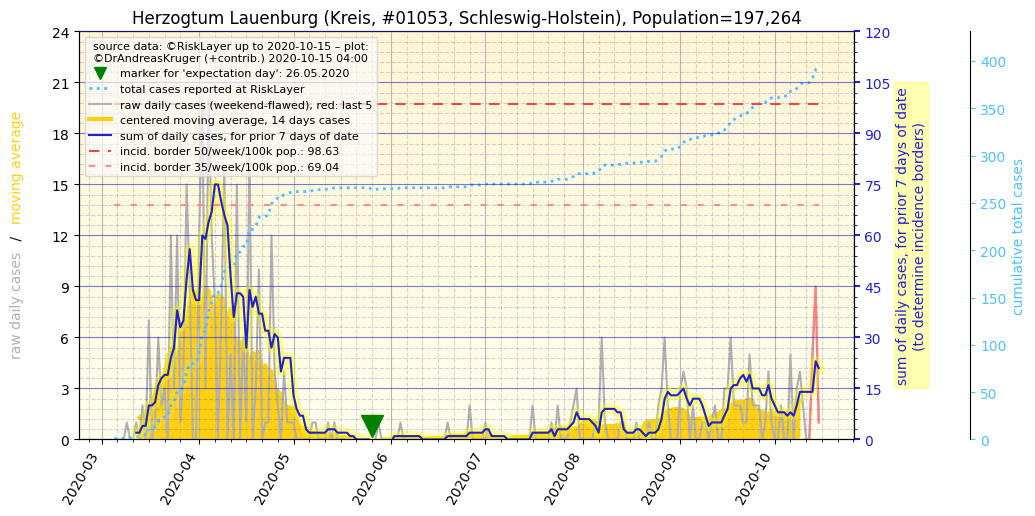 Herzogtum Lauenburg (Kreis, #01053, Schleswig-Holstein), Population=197,264
source data: ©RiskLayer up to 2020-10-15 – plot:
©DrAndreasKruger (+contrib.) 2020-10-15 04:00
marker for 'expectation day': 26.05.2020
total cases reported at RiskLayer
raw daily cases (weekend-flawed), red: last 5
centered moving average, 14 days cases
sum of daily cases, for prior 7 days of date
incid. border 50/week/100k pop.: 98.63
incid. border 35/week/100k pop.: 69.04
raw daily cases / moving average
24
21
18
15
12
9
6
3
0
120
105
90
75
60
45
30
15
0
sum of daily cases, for prior 7 days of date
(to determine incidence borders)
400
350
300
250
200
150
100
50
0
cumulative total cases
2020-03
2020-04
2020-05
2020-06
2020-07
2020-08
2020-09
2020-10